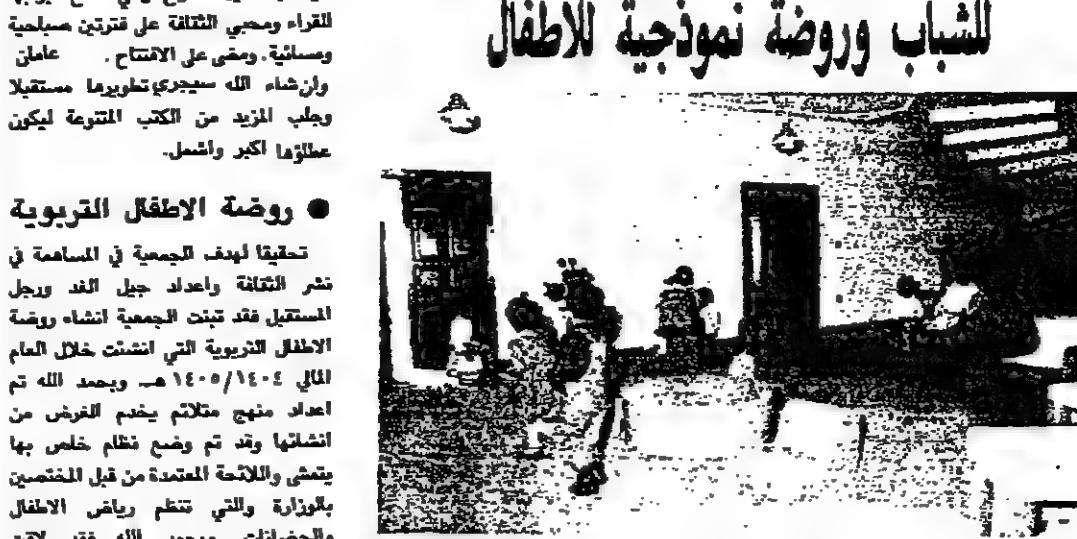 للشباب وروضة نموذجية للاطفال
للقراء ومحبي الثقافة على فترتين صباحية
ومسائية. ومضى على الافتتاح . عامان
وان شاء الله سيجري تطويرها مستقبلا
وجلب المزيد من الكتب المتنوعة ليكون
عطاؤها اكبر واشمل.
● روضة الاطفال التربوية
تحقيقا لهدف الجمعية في المساهمة في
نشر الثقافة واعداد جيل الغد ورجل
المستقبل فقد تبنت الجمعية انشاء روضة
الاطفال التربوية التي انشئت خلال العام
المالي ١٤٠٤/١٤٠٥ هـ وبحمد الله تم
اعداد منهج متلائم يخدم الغرض من
انشائها وقد تم وضع نظام خاص بها
يتمشى واللائحة المعتمدة من قبل المختصين
بالوزارة والتي تنظم رياض الاطفال
والحضانات الله فقد